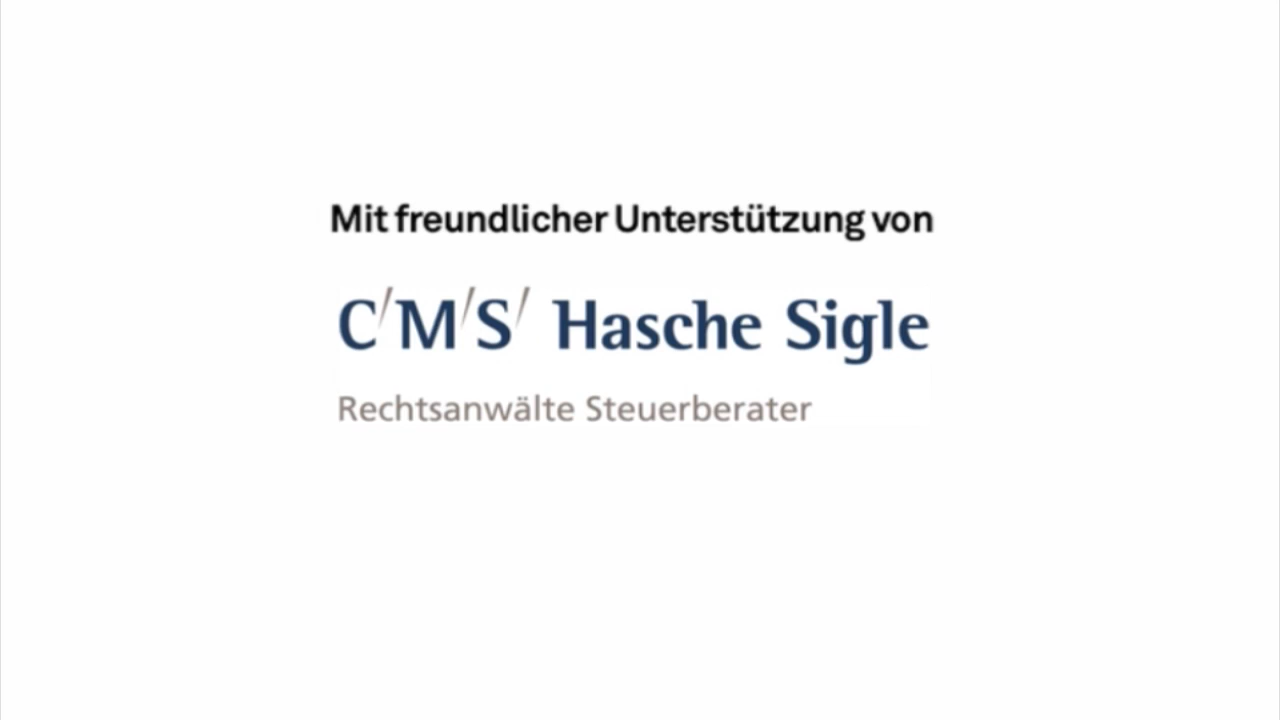 Mit freundlicher Unterstützung von
C/M/S/ Hasche Sigle
Rechtsanwälte Steuerberater